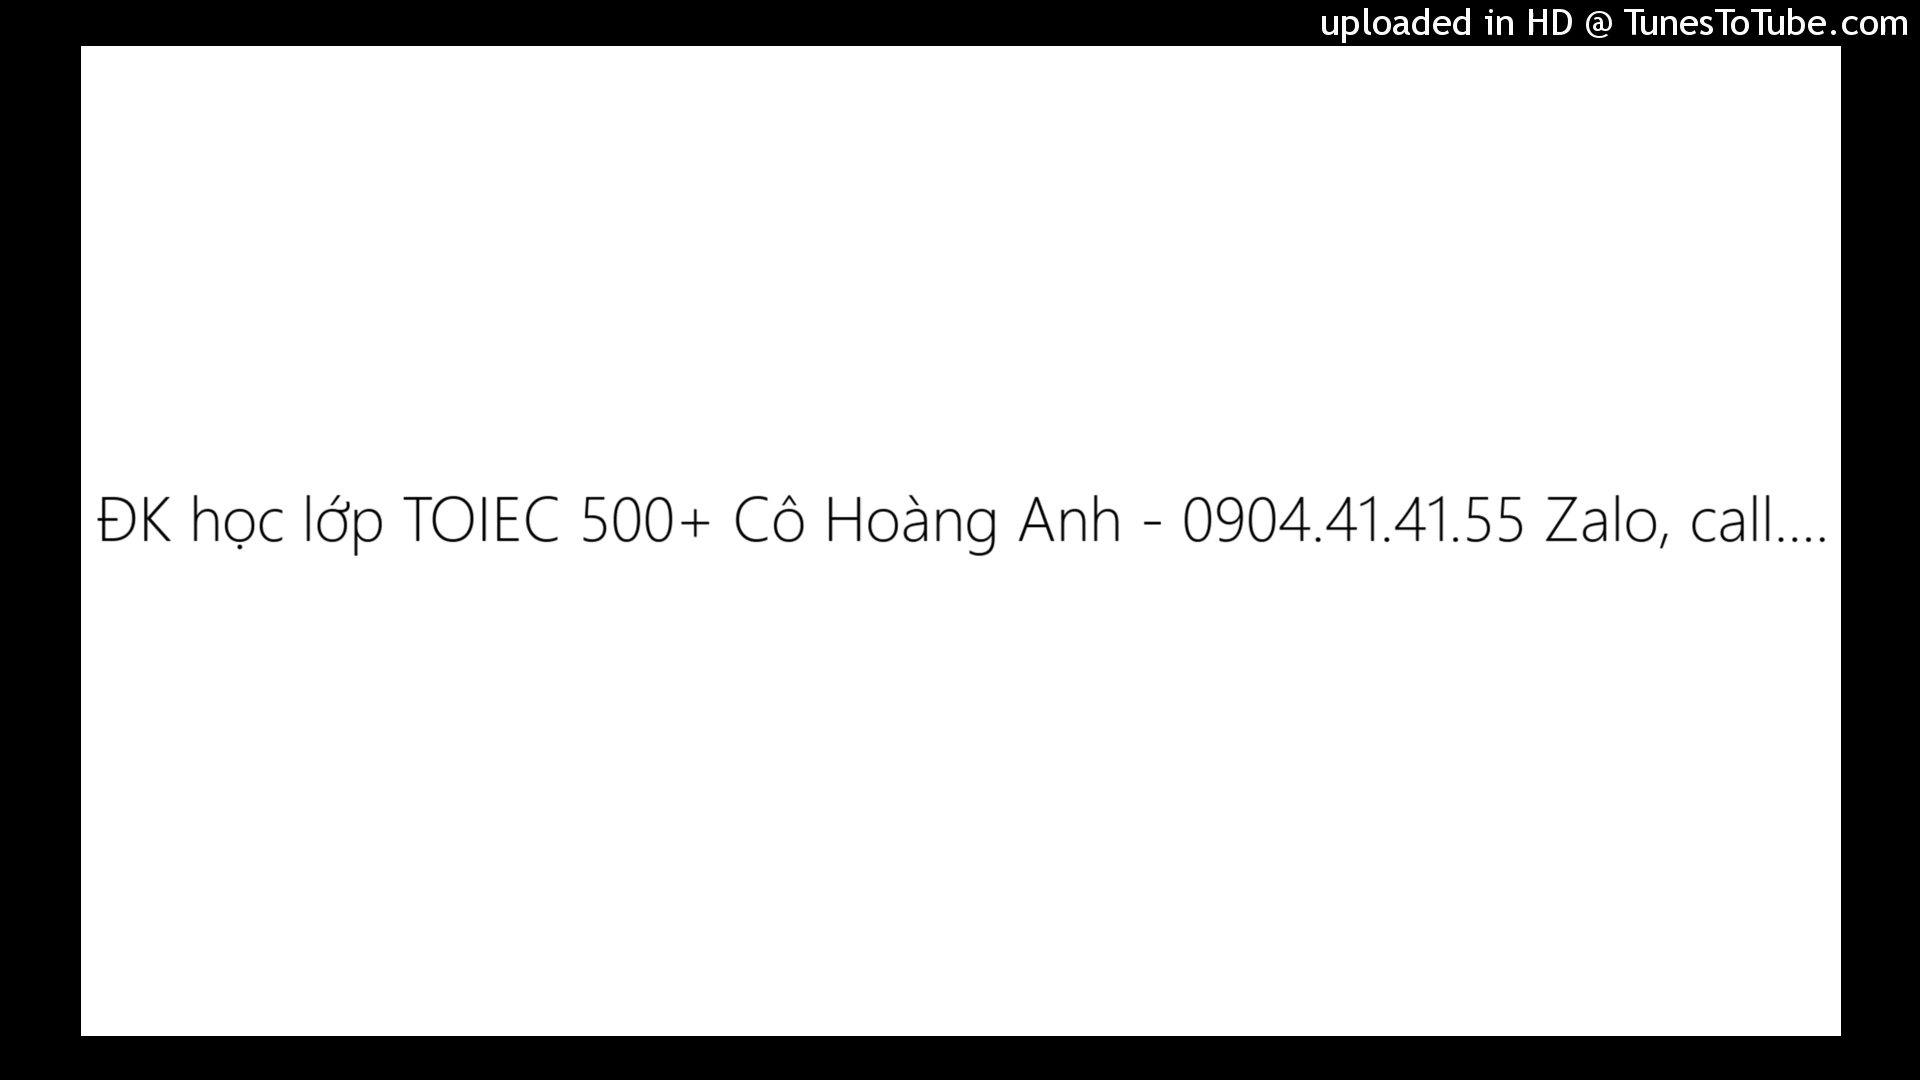 uploaded in HD @ TunesToTube.com
ĐK học lớp TOIEC 500+ Cô Hoàng Anh - 0904.41.41.55 Zalo, call....